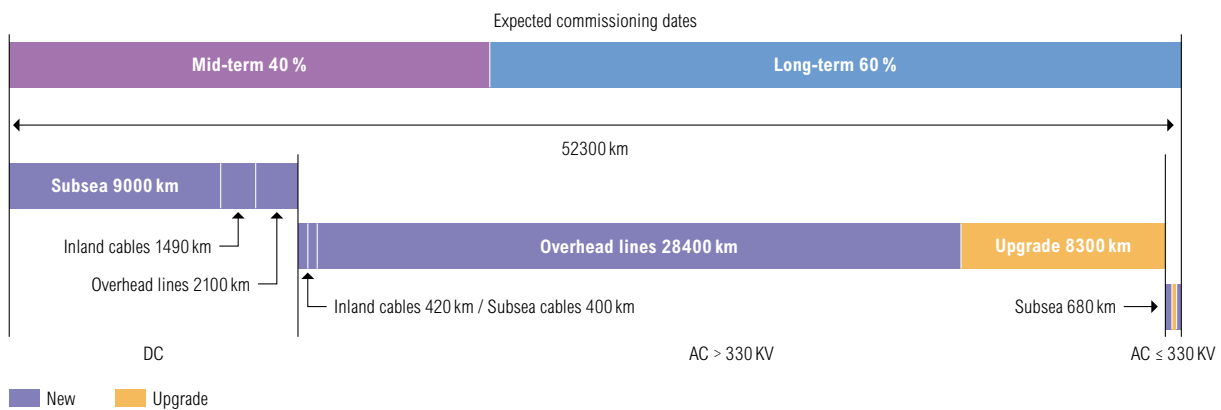 Expected commissioning dates
Mid-term 40 %
Long-term 60 %
52300 km
Subsea 9000 km
Inland cables 1490 km
Overhead lines 2100 km
Overhead lines 28400 km
Upgrade 8300 km
Inland cables 420 km / Subsea cables 400 km
Subsea 680 km
DC
AC > 330 KV
AC ≤ 330 KV
New
Upgrade